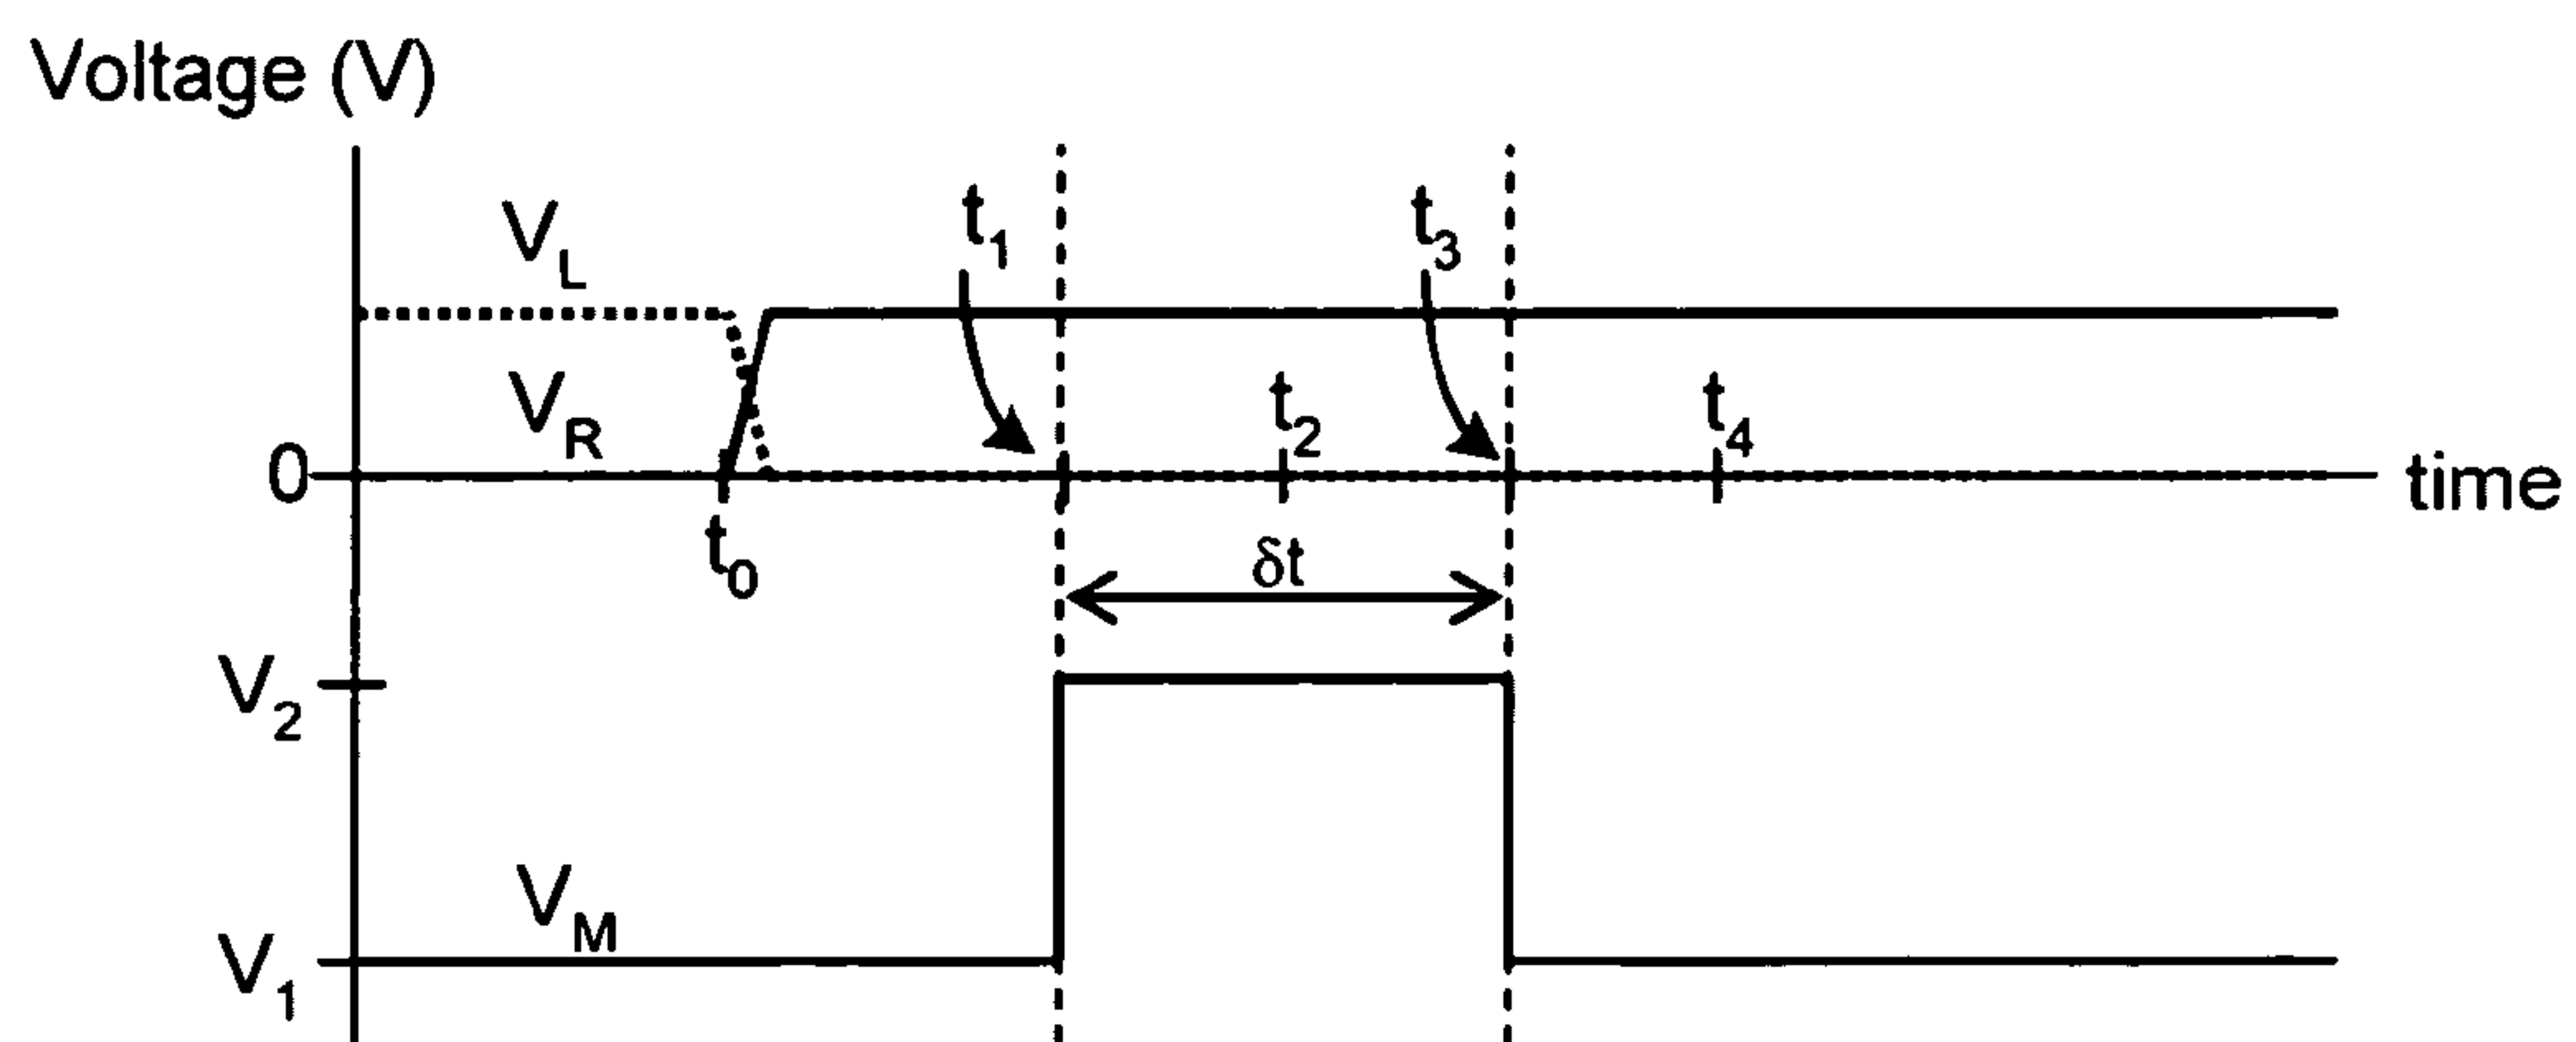 Voltage (V)
V_L
t_1
t_3
V_R
t_2
t_4
0
time
t_0
δt
V_2
V_M
V_1